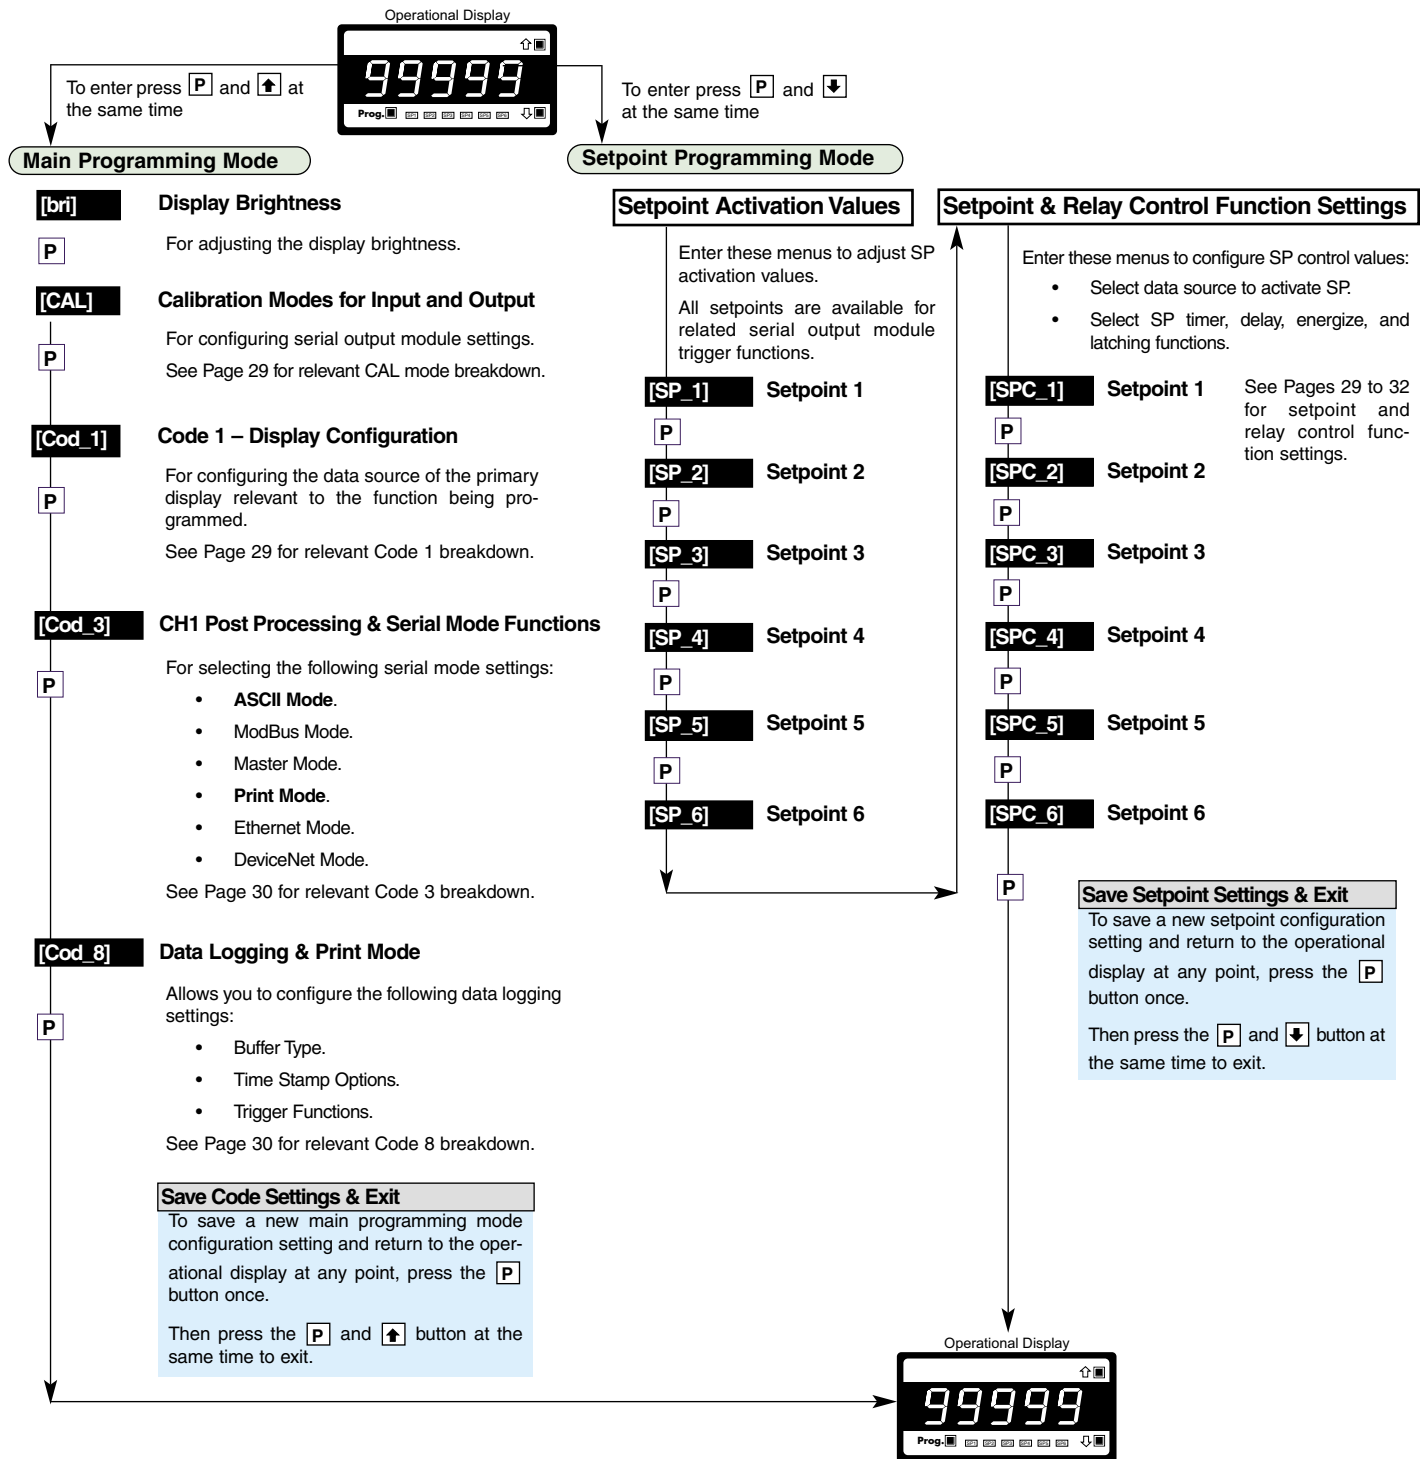 Operational Display
99999
Prog. SP1 SP2 SP3 SP4 SP5 SP6
To enter press P and at
the same time
To enter press P and
at the same time
Main Programming Mode
Setpoint Programming Mode
[bri] Display Brightness
P For adjusting the display brightness.
[CAL] Calibration Modes for Input and Output
For configuring serial output module settings.
P
See Page 29 for relevant CAL mode breakdown.
[Cod_1] Code 1 – Display Configuration
For configuring the data source of the primary
display relevant to the function being pro-
grammed.
P
See Page 29 for relevant Code 1 breakdown.
[Cod_3] CH1 Post Processing & Serial Mode Functions
For selecting the following serial mode settings:
P
• ASCII Mode.
• ModBus Mode.
• Master Mode.
• Print Mode.
• Ethernet Mode.
• DeviceNet Mode.
See Page 30 for relevant Code 3 breakdown.
[Cod_8] Data Logging & Print Mode
Allows you to configure the following data logging
settings:
P
• Buffer Type.
• Time Stamp Options.
• Trigger Functions.
See Page 30 for relevant Code 8 breakdown.
Save Code Settings & Exit
To save a new main programming mode
configuration setting and return to the oper-
ational display at any point, press the P
button once.
Then press the P and button at the
same time to exit.
Setpoint Activation Values
Enter these menus to adjust SP
activation values.
All setpoints are available for
related serial output module
trigger functions.
[SP_1] Setpoint 1
P
[SP_2] Setpoint 2
P
[SP_3] Setpoint 3
P
[SP_4] Setpoint 4
P
[SP_5] Setpoint 5
P
[SP_6] Setpoint 6
Setpoint & Relay Control Function Settings
Enter these menus to configure SP control values:
• Select data source to activate SP.
• Select SP timer, delay, energize, and
latching functions.
[SPC_1] Setpoint 1
See Pages 29 to 32
for setpoint and
relay control func-
tion settings.
P
[SPC_2] Setpoint 2
P
[SPC_3] Setpoint 3
P
[SPC_4] Setpoint 4
P
[SPC_5] Setpoint 5
P
[SPC_6] Setpoint 6
P
Save Setpoint Settings & Exit
To save a new setpoint configuration
setting and return to the operational
display at any point, press the P
button once.
Then press the P and button at
the same time to exit.
Operational Display
99999
Prog. SP1 SP2 SP3 SP4 SP5 SP6